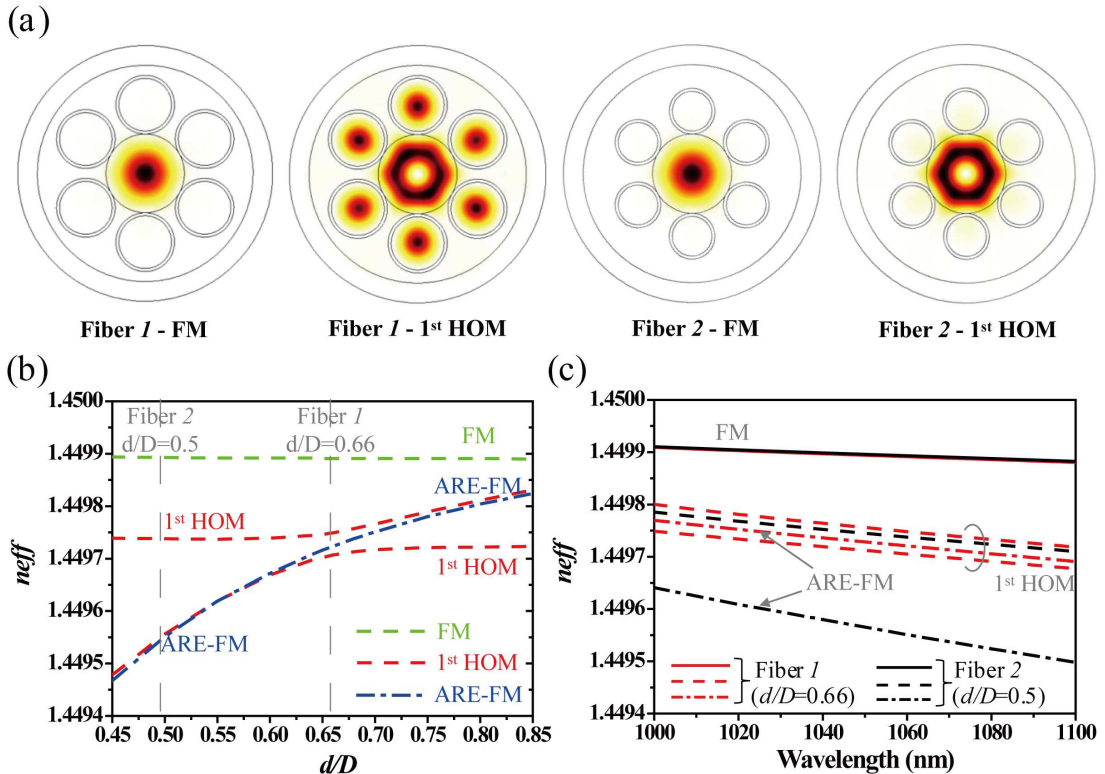 (a)
Fiber 1 - FM
Fiber 1 - 1st HOM
Fiber 2 - FM
Fiber 2 - 1st HOM
(b)
1.4500
1.4499
1.4498
1.4497
1.4496
1.4495
1.4494
neff
Fiber 2
d/D=0.5
Fiber 1
d/D=0.66
FM
ARE-FM
1st HOM
1st HOM
ARE-FM
FM
1st HOM
ARE-FM
0.45 0.50 0.55 0.60 0.65 0.70 0.75 0.80 0.85
d/D
(c)
1.4500
1.4499
1.4498
1.4497
1.4496
1.4495
1.4494
neff
FM
ARE-FM
1st HOM
Fiber 1
(d/D=0.66)
Fiber 2
(d/D=0.5)
1000 1020 1040 1060 1080 1100
Wavelength (nm)